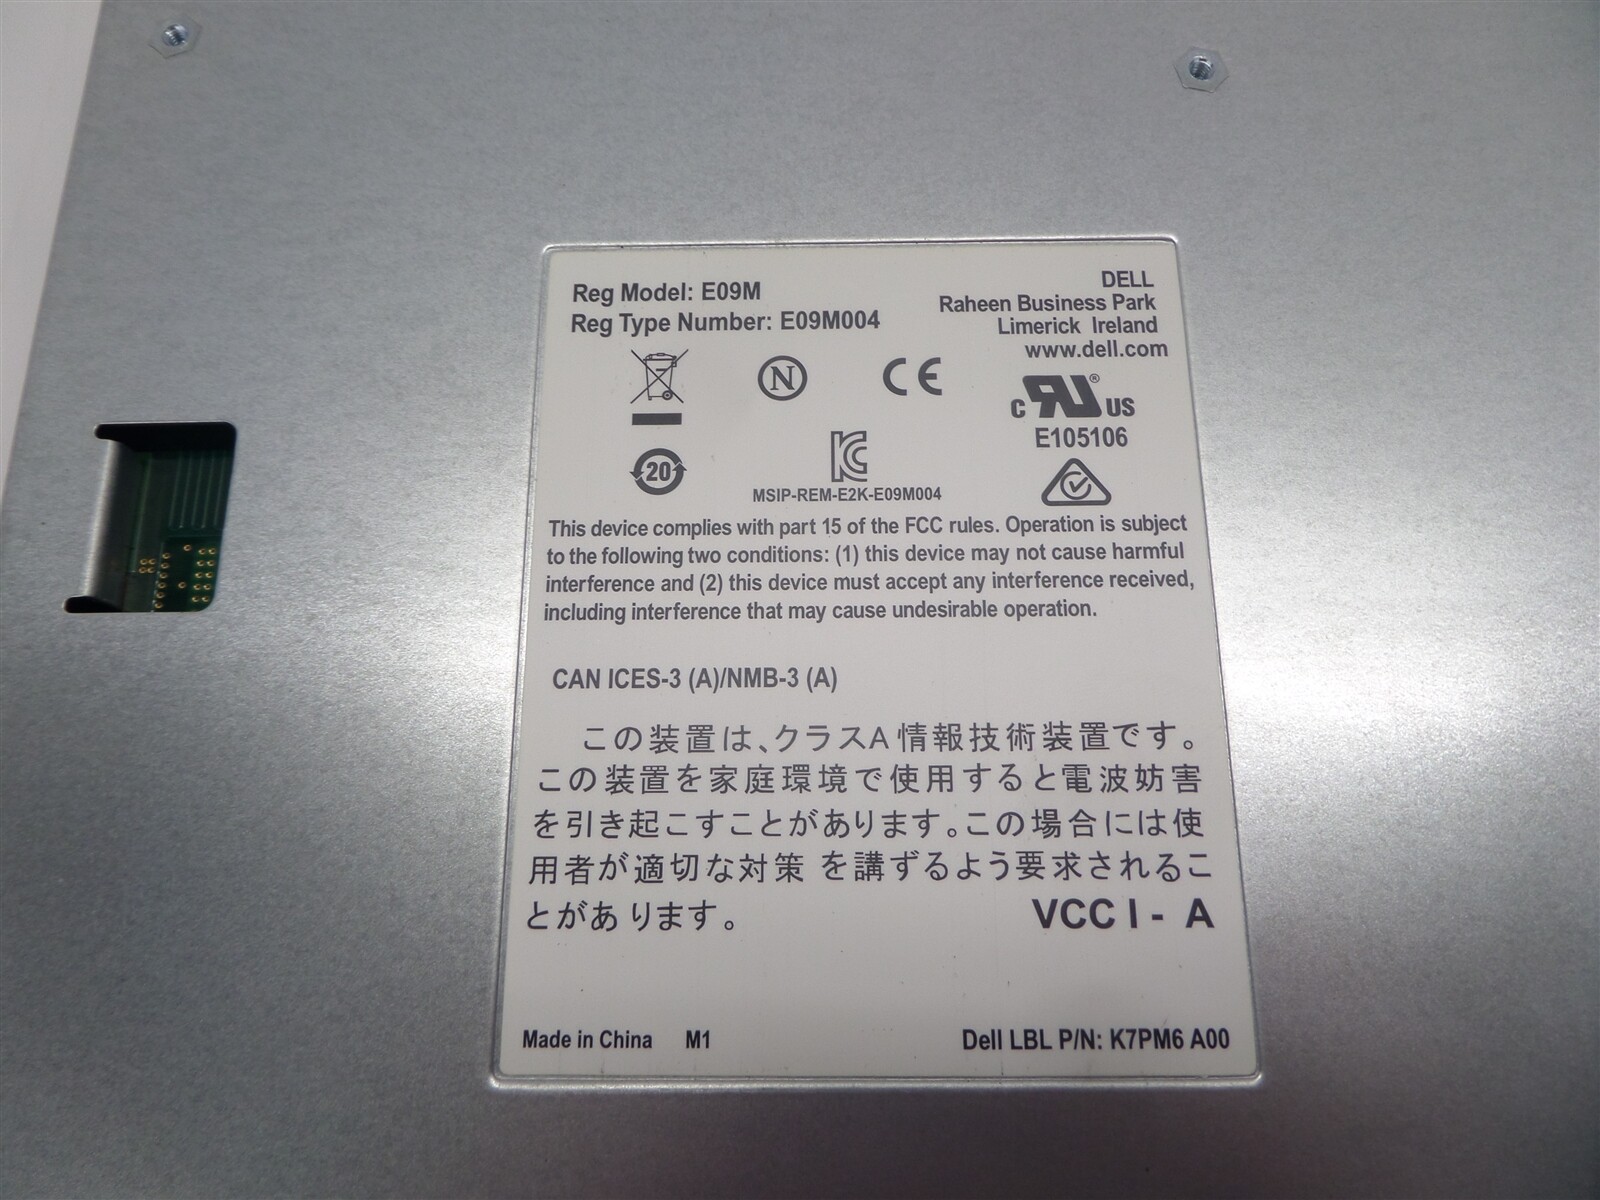 Reg Model: E09M
Reg Type Number: E09M004
DELL
Raheen Business Park
Limerick Ireland
www.dell.com
N
CE
c RU ® US
E105106
20
KC
MSIP-REM-E2K-E09M004
This device complies with part 15 of the FCC rules. Operation is subject
to the following two conditions: (1) this device may not cause harmful
interference and (2) this device must accept any interference received,
including interference that may cause undesirable operation.
CAN ICES-3 (A)/NMB-3 (A)
この装置は、クラスA情報技術装置です。
この装置を家庭環境で使用すると電波妨害
を引き起こすことがあります。この場合には使
用者が適切な対策 を講ずるよう要求されるこ
とがあります。 VCC I - A
Made in China M1 Dell LBL P/N: K7PM6 A00